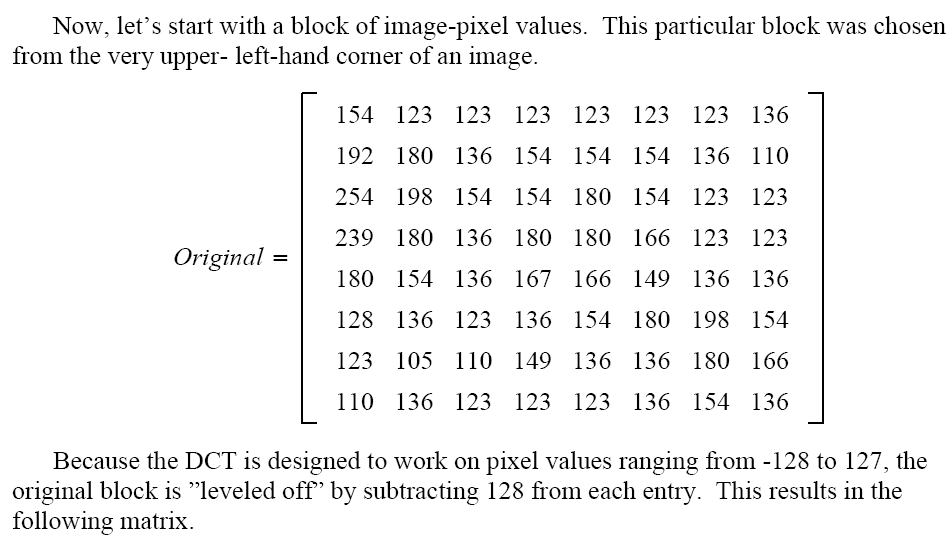 Now, let’s start with a block of image-pixel values. This particular block was chosen
from the very upper- left-hand corner of an image.
154 123 123 123 123 123 123 136
192 180 136 154 154 154 136 110
254 198 154 154 180 154 123 123
239 180 136 180 180 166 123 123
Original =
180 154 136 167 166 149 136 136
128 136 123 136 154 180 198 154
123 105 110 149 136 136 180 166
110 136 123 123 123 136 154 136
Because the DCT is designed to work on pixel values ranging from -128 to 127, the
original block is ”leveled off” by subtracting 128 from each entry. This results in the
following matrix.